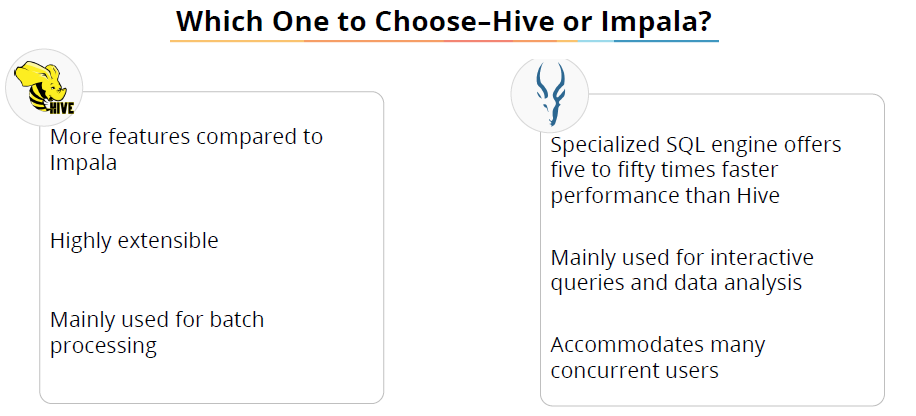 Which One to Choose–Hive or Impala?
HIVE
More features compared to
Impala
Highly extensible
Mainly used for batch
processing
Specialized SQL engine offers
five to fifty times faster
performance than Hive
Mainly used for interactive
queries and data analysis
Accommodates many
concurrent users